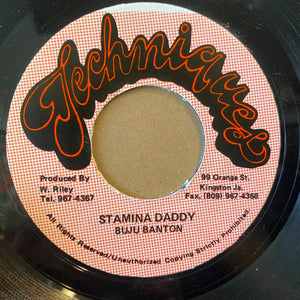 Techniques
Produced By
W. Riley
Tel. 967-4367
99 Orange St.
Kingston Ja.
Fax. (809) 967-4368
STAMINA DADDY
BUJU BANTON
All Rights Reserved/Unauthorized Copying Strictly Prohibited.